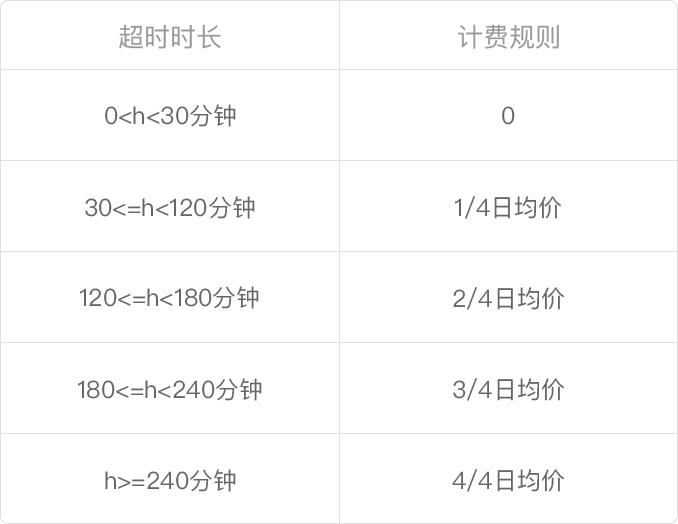 超时时长 计费规则
0<h<30分钟 0
30<=h<120分钟 1/4日均价
120<=h<180分钟 2/4日均价
180<=h<240分钟 3/4日均价
h>=240分钟 4/4日均价